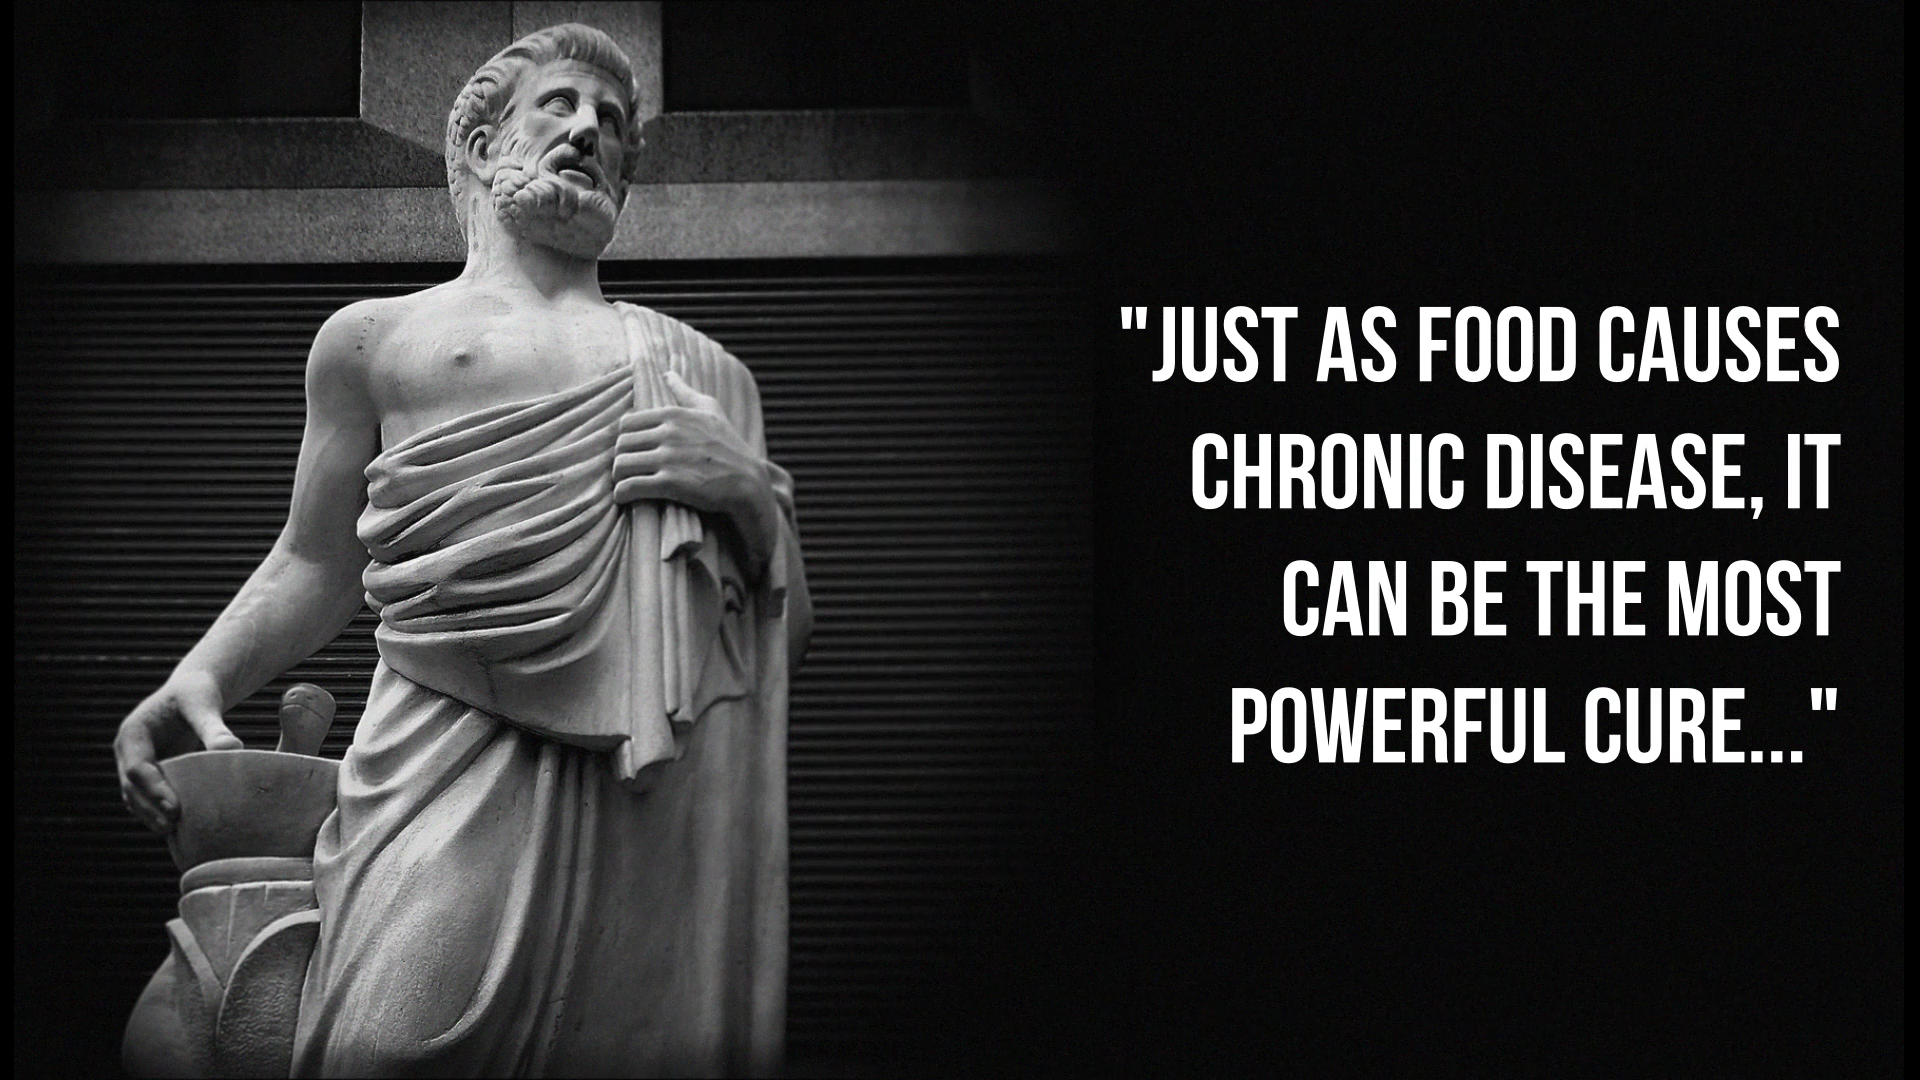 "JUST AS FOOD CAUSES
CHRONIC DISEASE, IT
CAN BE THE MOST
POWERFUL CURE..."